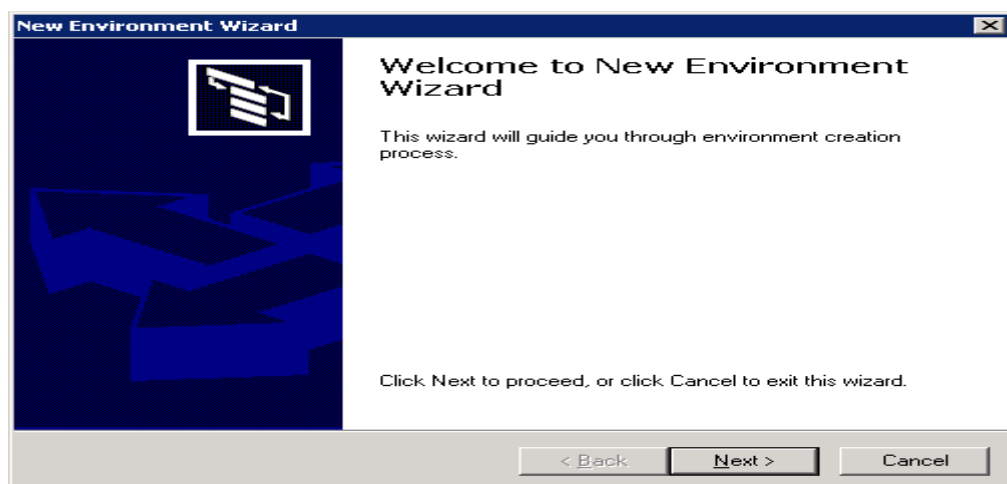 New Environment Wizard
Welcome to New Environment
Wizard
This wizard will guide you through environment creation
process.
Click Next to proceed, or click Cancel to exit this wizard.
< Back Next > Cancel